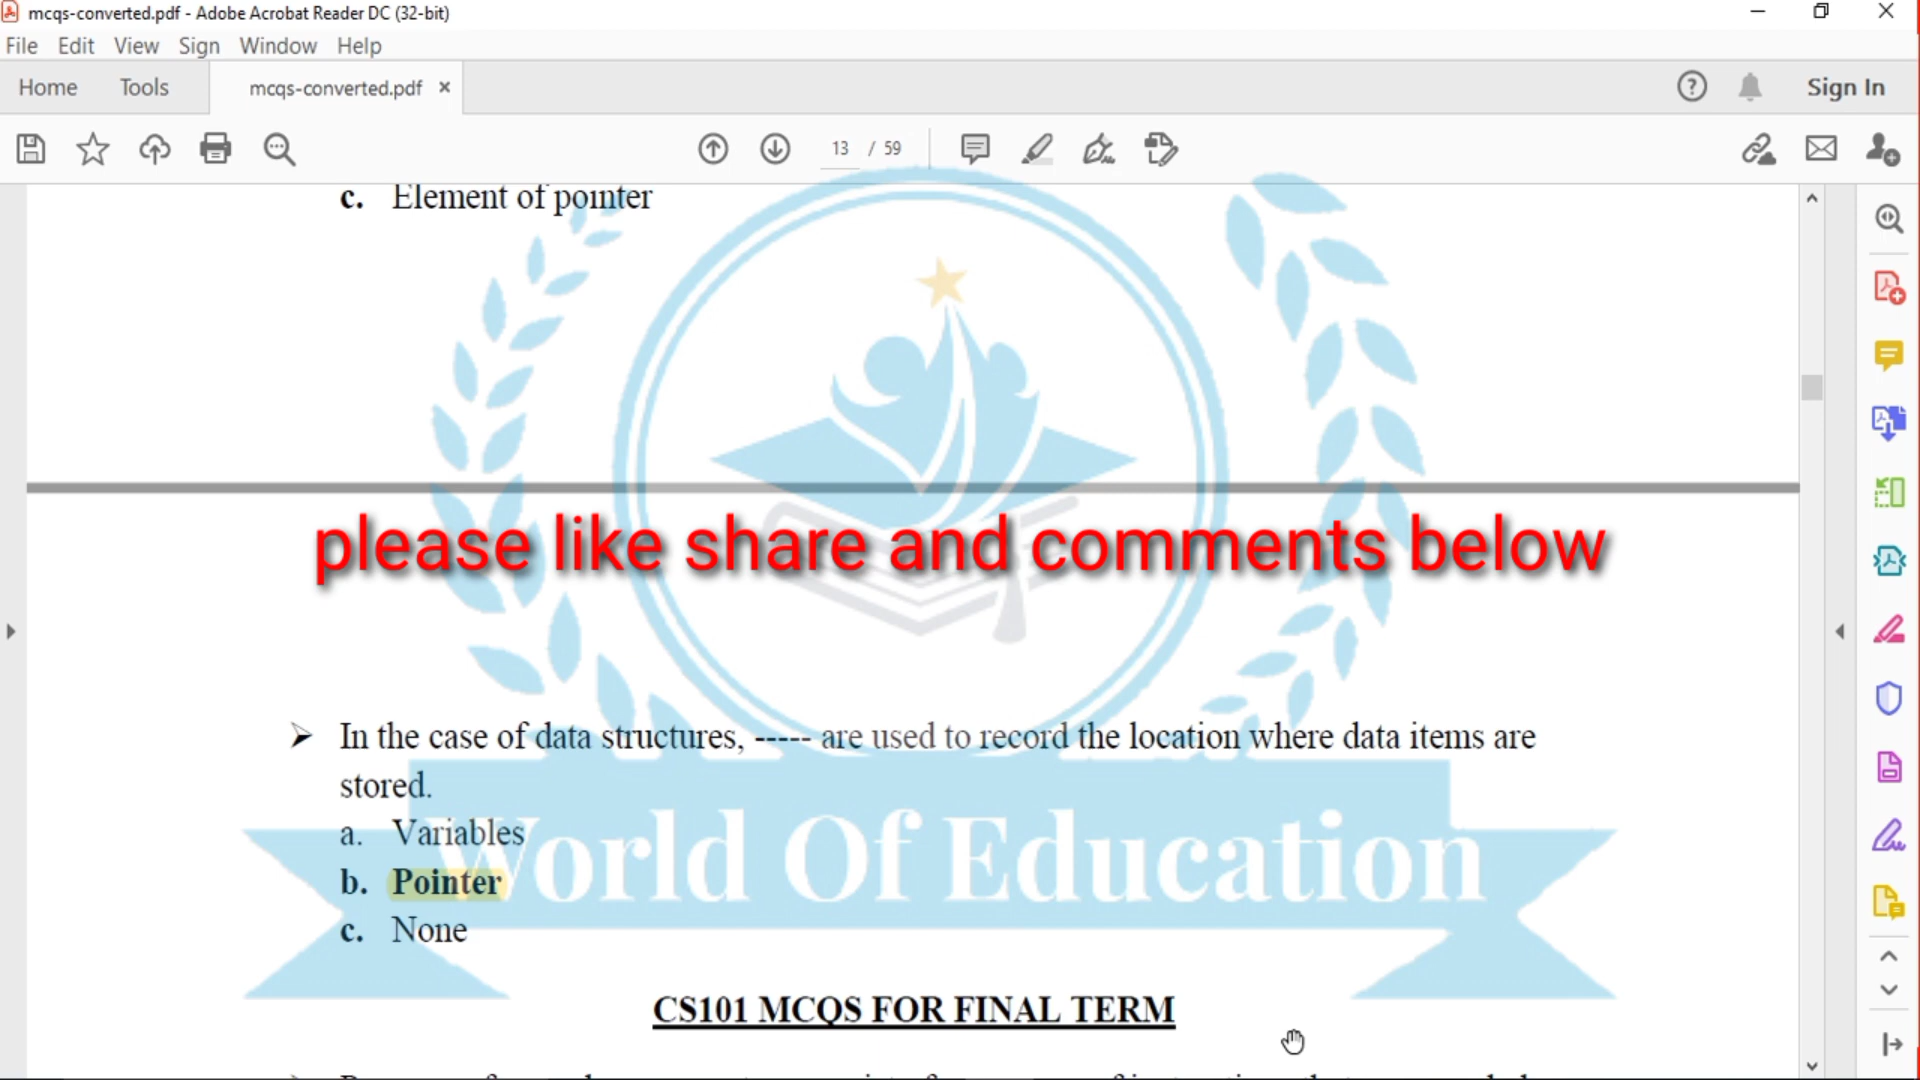 mcqs-converted.pdf - Adobe Acrobat Reader DC (32-bit)
File Edit View Sign Window Help
Home Tools mcqs-converted.pdf × Sign In
13 / 59
c. Element of pointer
please like share and comments below
➢ In the case of data structures, ----- are used to record the location where data items are
stored.
a. Variables
b. Pointer
c. None
World Of Education
CS101 MCQS FOR FINAL TERM